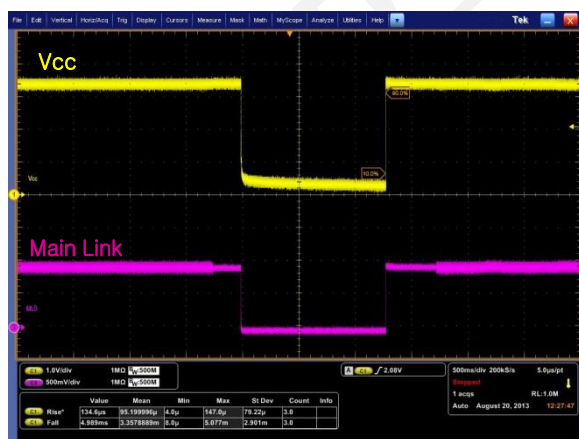 File Edit Vertical Horiz/Acq Trig Display Cursors Measure Mask Math MyScope Analyze Utilities Help Tek
Vcc
90.0%
10.0%
Vcc
Main Link
ML0
C1 1.0V/div 1MΩ BW:500M
C2 500mV/div 1MΩ BW:500M
A C1 2.08V
500ms/div 200kS/s 5.0µs/pt
Stopped
1 acqs RL:1.0M
Auto August 20, 2013 12:27:47
Value Mean Min Max St Dev Count Info
C1 Rise* 134.6µs 95.199996µ 4.0µ 147.0µ 79.22µ 3.0
C1 Fall 4.989ms 3.3578889m 8.0µ 5.077m 2.901m 3.0